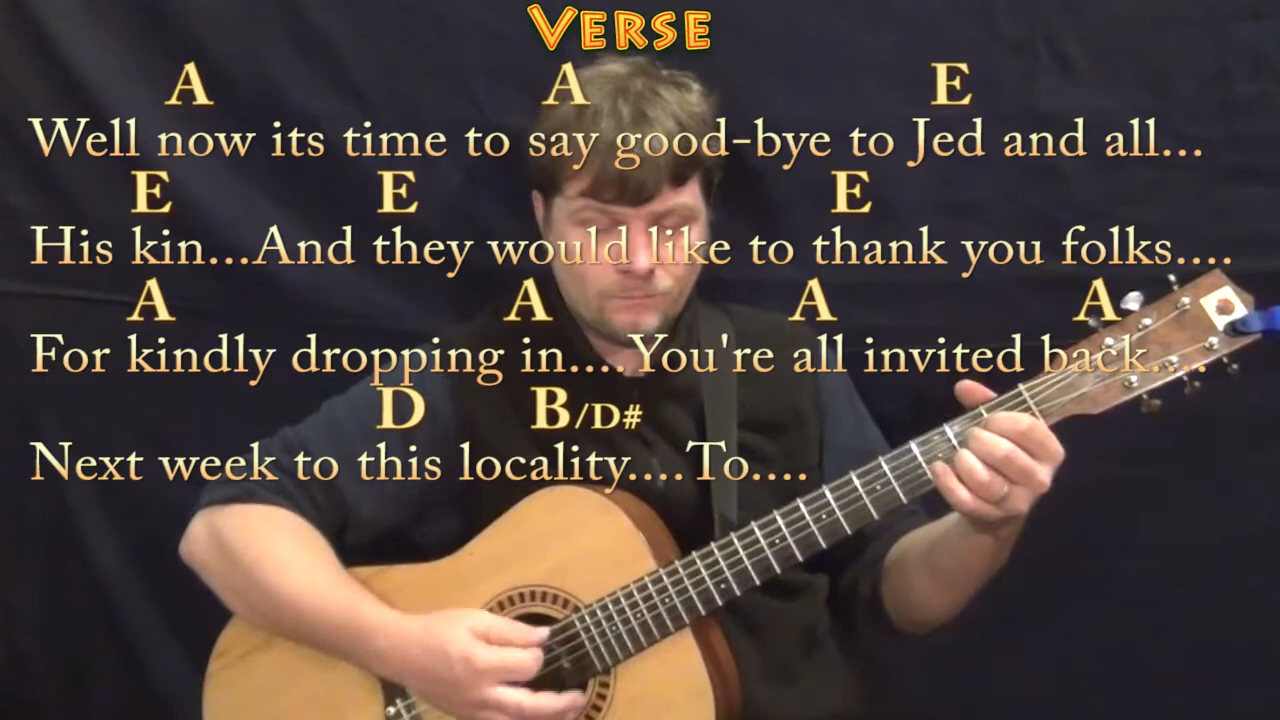 VERSE
A A E
Well now its time to say good-bye to Jed and all...
E E E
His kin...And they would like to thank you folks....
A A A A
For kindly dropping in....You're all invited back....
D B/D#
Next week to this locality....To....